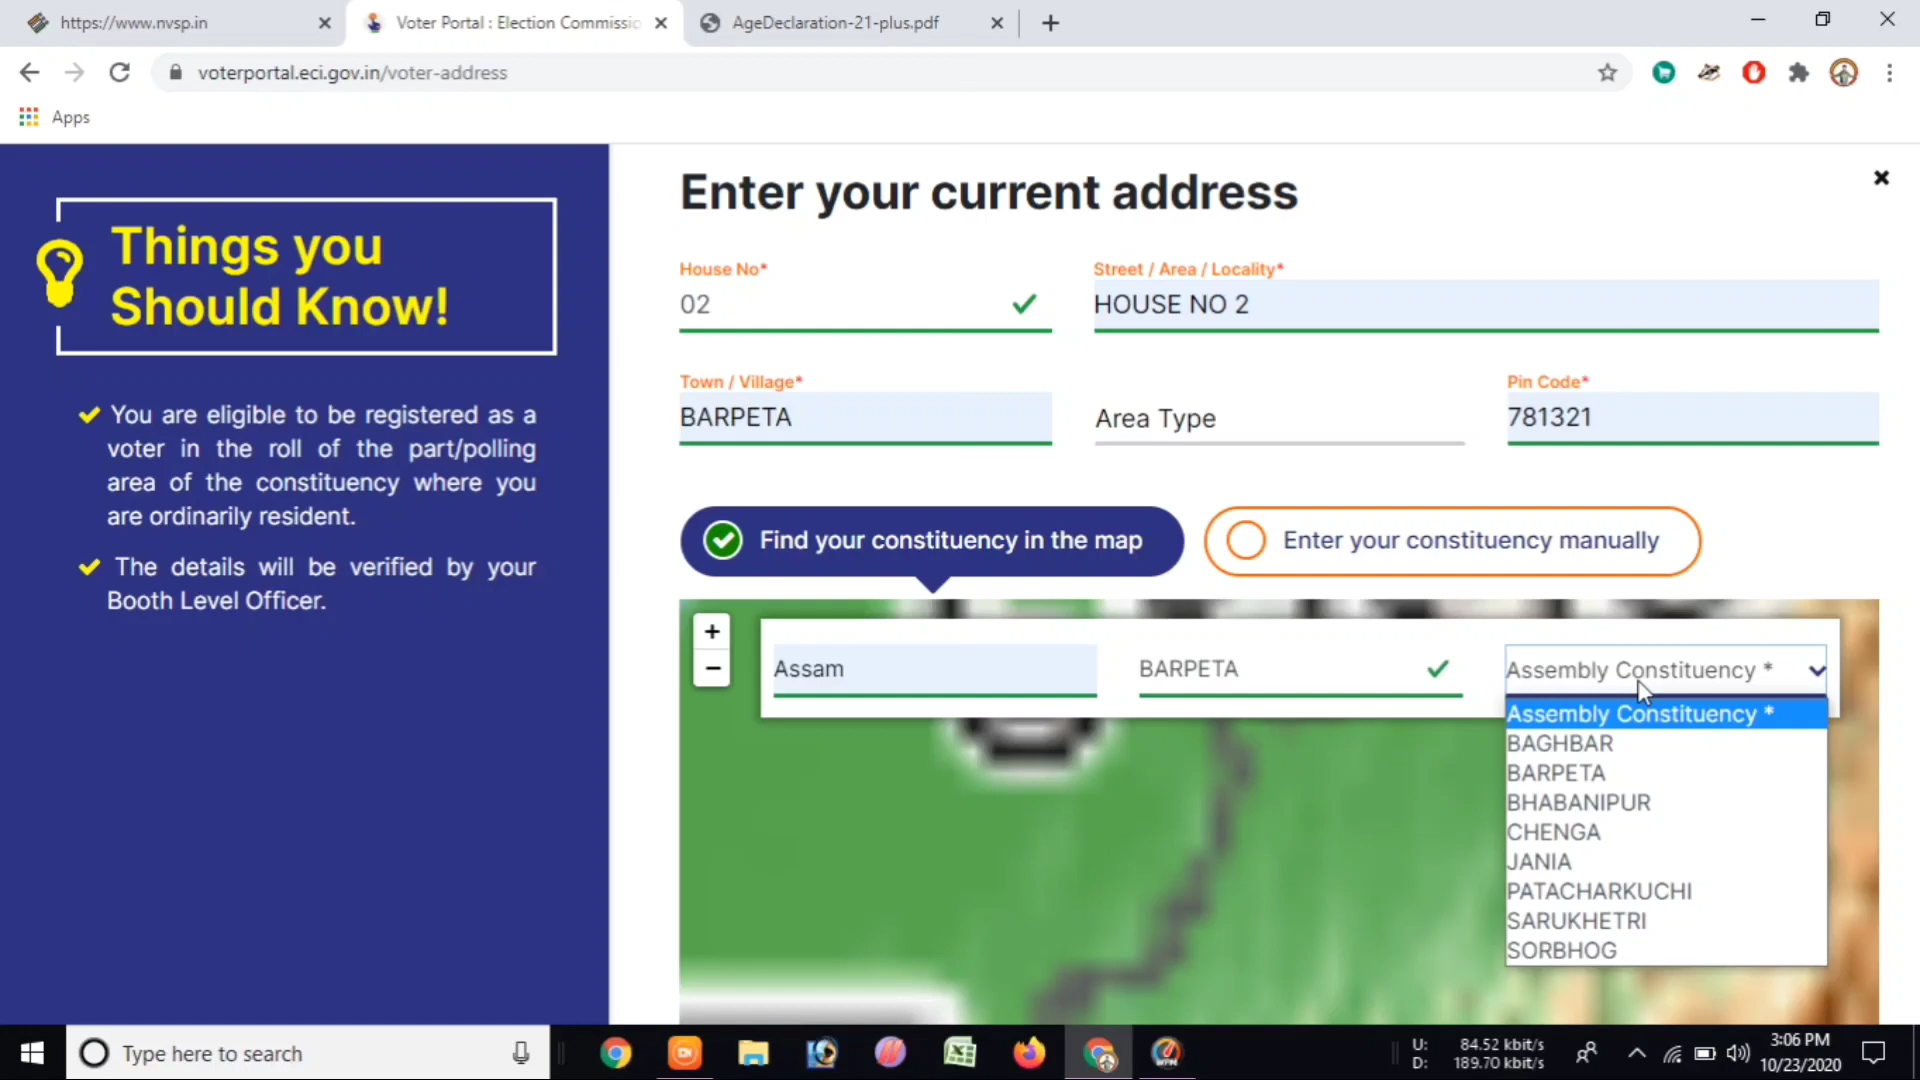 https://www.nvsp.in
Voter Portal : Election Commissio
AgeDeclaration-21-plus.pdf
voterportal.eci.gov.in/voter-address
Apps
Things you
Should Know!
You are eligible to be registered as a
voter in the roll of the part/polling
area of the constituency where you
are ordinarily resident.
The details will be verified by your
Booth Level Officer.
Enter your current address
House No*
Street / Area / Locality*
02
HOUSE NO 2
Town / Village*
Pin Code*
BARPETA
Area Type
781321
Find your constituency in the map
Enter your constituency manually
+
−
Assam
BARPETA
Assembly Constituency *
Assembly Constituency *
BAGHBAR
BARPETA
BHABANIPUR
CHENGA
JANIA
PATACHARKUCHI
SARUKHETRI
SORBHOG
Type here to search
U: 84.52 kbit/s
D: 189.70 kbit/s
3:06 PM
10/23/2020